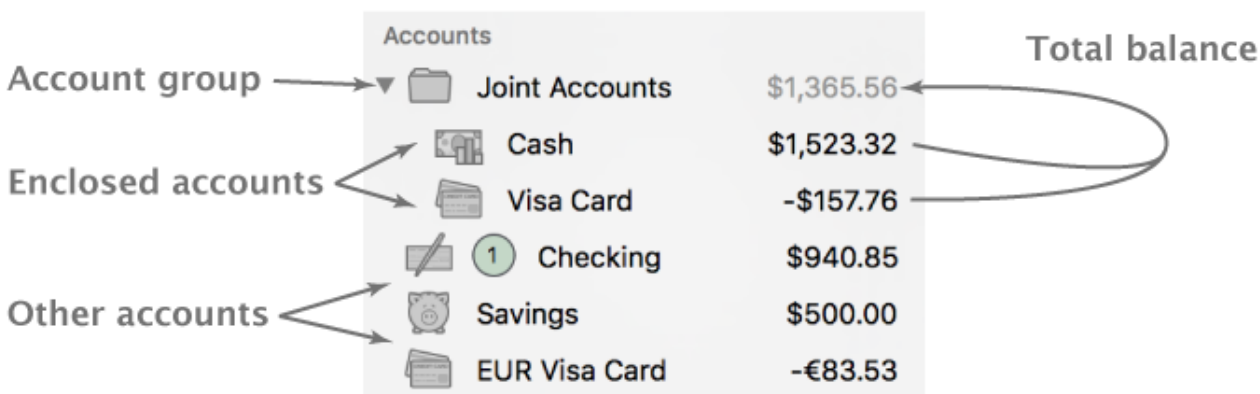 Accounts
Total balance
Account group
Joint Accounts $1,365.56
Cash $1,523.32
Enclosed accounts
Visa Card -$157.76
1 Checking $940.85
Other accounts
Savings $500.00
EUR Visa Card -€83.53